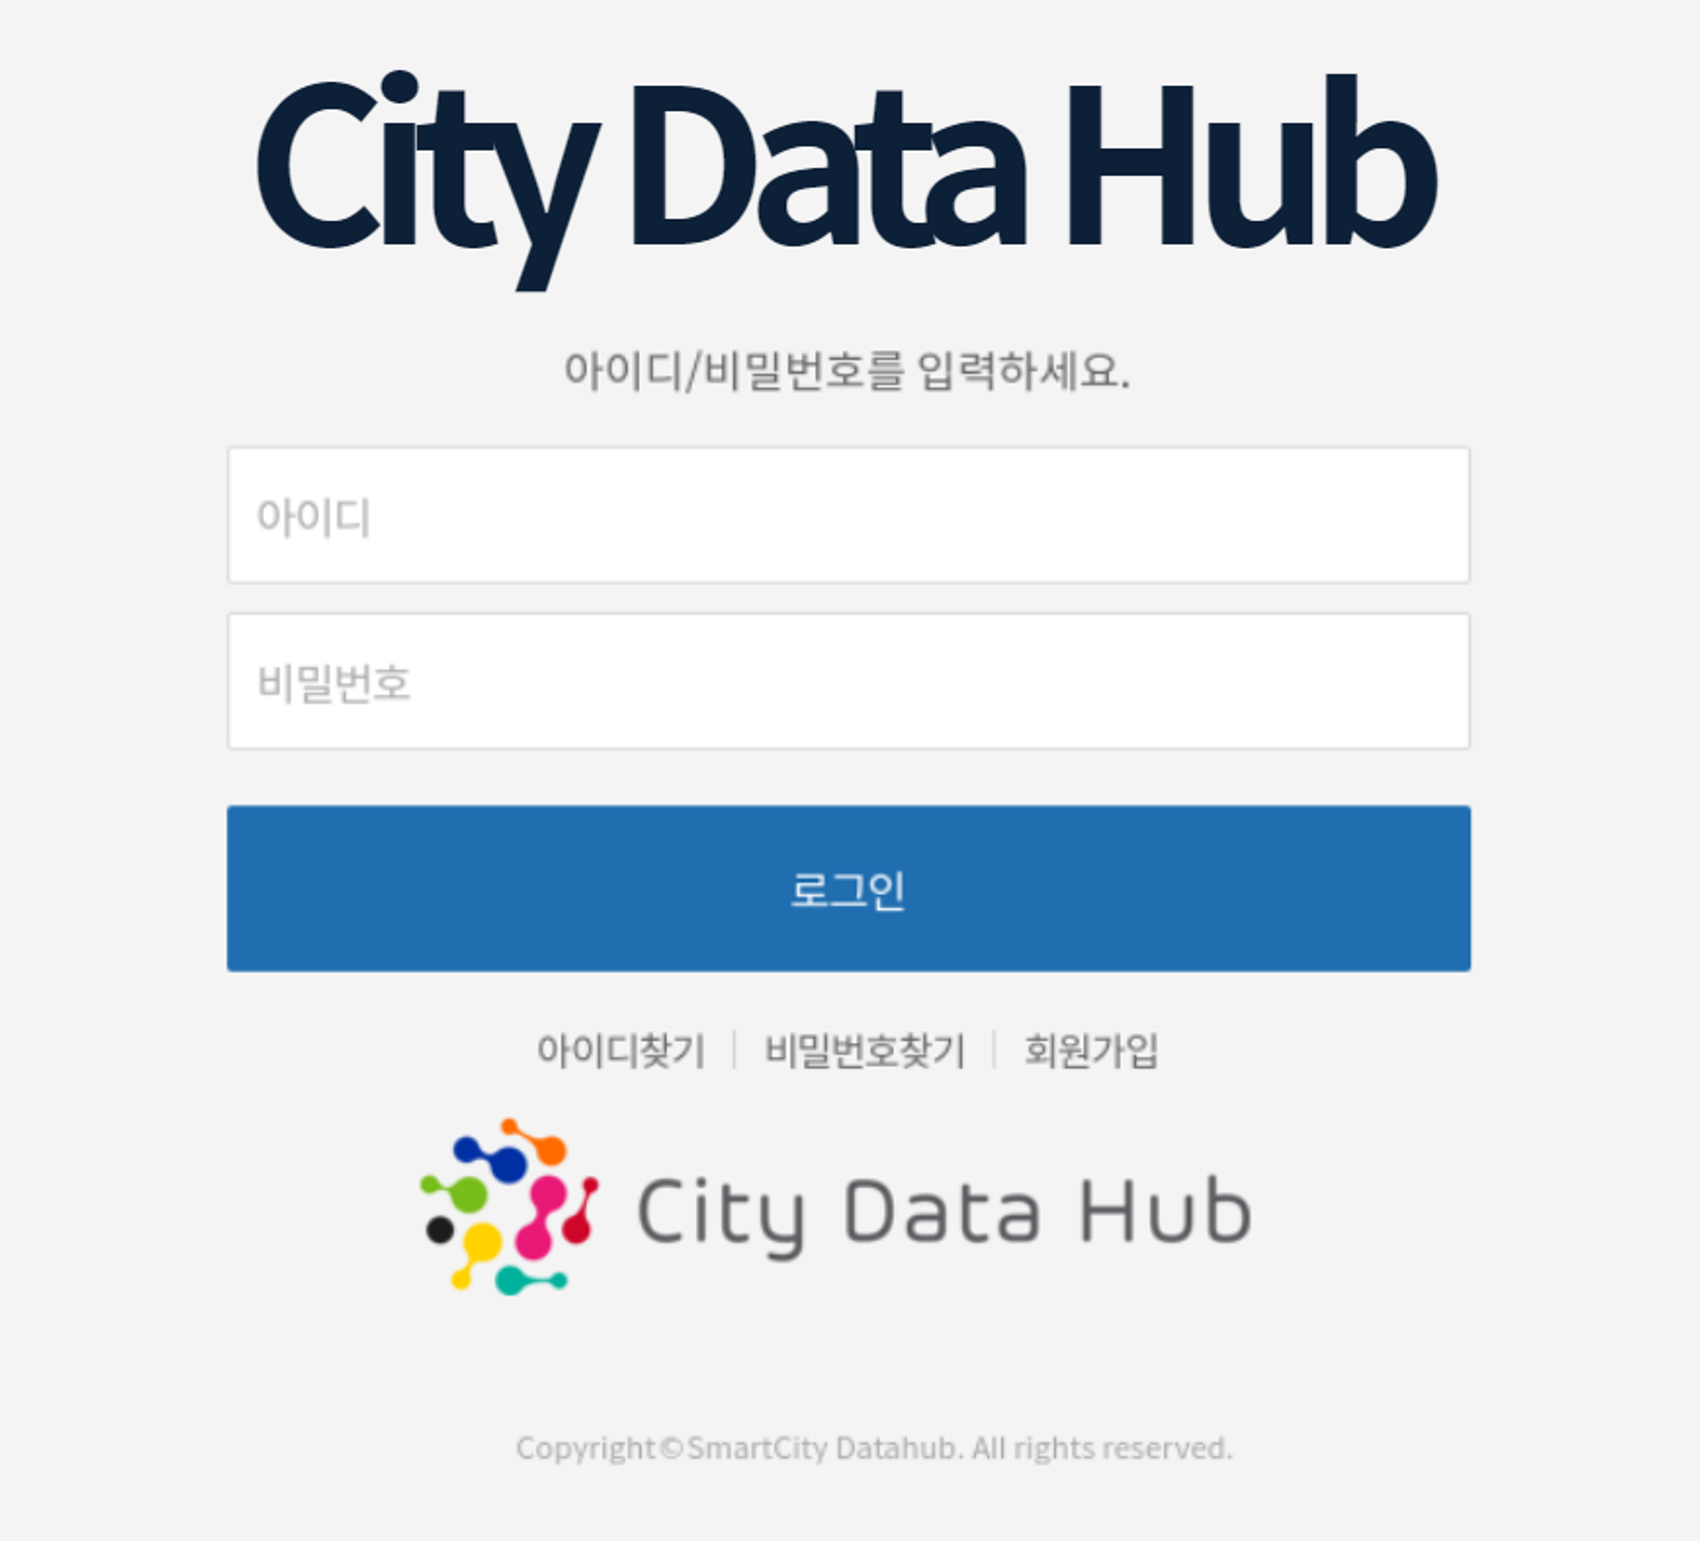 City Data Hub
아이디/비밀번호를 입력하세요.
아이디
비밀번호
로그인
아이디찾기 | 비밀번호찾기 | 회원가입
City Data Hub
Copyright©SmartCity Datahub. All rights reserved.